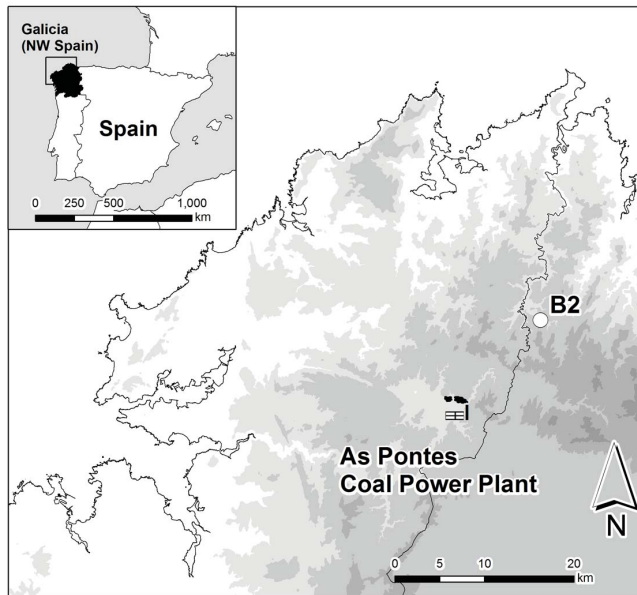 Galicia
(NW Spain)
Spain
0 250 500 1,000
km
B2
As Pontes
Coal Power Plant
N
0 5 10 20
km